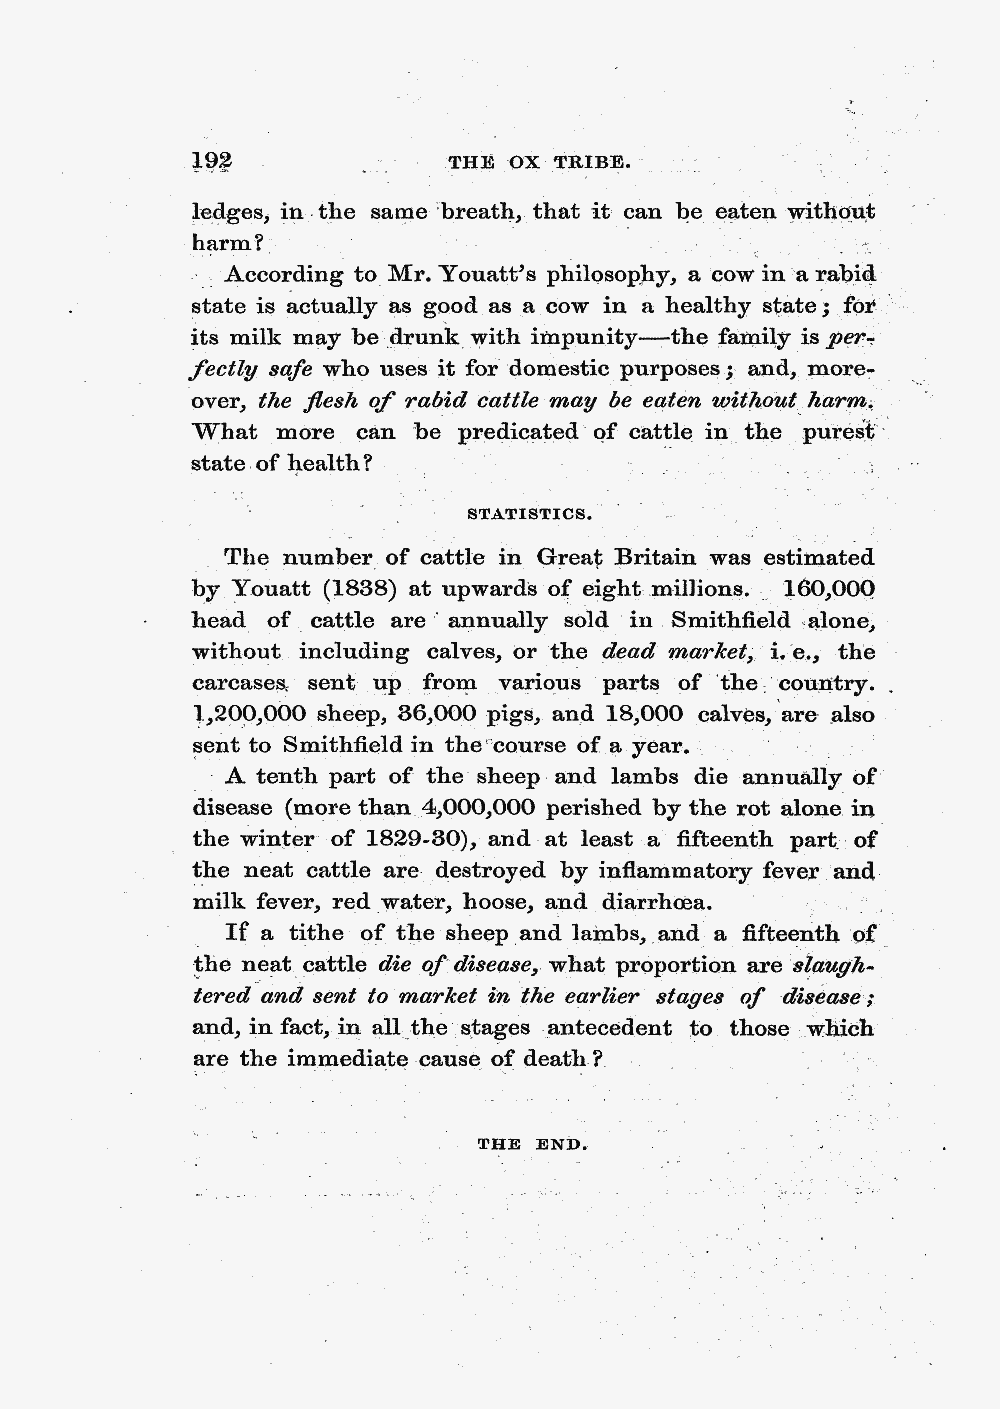 192 THE OX TRIBE.
ledges, in the same breath, that it can be eaten without
harm?
According to Mr. Youatt's philosophy, a cow in a rabid
state is actually as good as a cow in a healthy state; for
its milk may be drunk with impunity—the family is per-
fectly safe who uses it for domestic purposes; and, more-
over, the flesh of rabid cattle may be eaten without harm.
What more can be predicated of cattle in the purest
state of health?
STATISTICS.
The number of cattle in Great Britain was estimated
by Youatt (1838) at upwards of eight millions. 160,000
head of cattle are annually sold in Smithfield alone,
without including calves, or the dead market, i. e., the
carcases, sent up from various parts of the country.
1,200,000 sheep, 36,000 pigs, and 18,000 calves, are also
sent to Smithfield in the course of a year.
A tenth part of the sheep and lambs die annually of
disease (more than 4,000,000 perished by the rot alone in
the winter of 1829-30), and at least a fifteenth part of
the neat cattle are destroyed by inflammatory fever and
milk fever, red water, hoose, and diarrhœa.
If a tithe of the sheep and lambs, and a fifteenth of
the neat cattle die of disease, what proportion are slaugh-
tered and sent to market in the earlier stages of disease;
and, in fact, in all the stages antecedent to those which
are the immediate cause of death?
THE END.